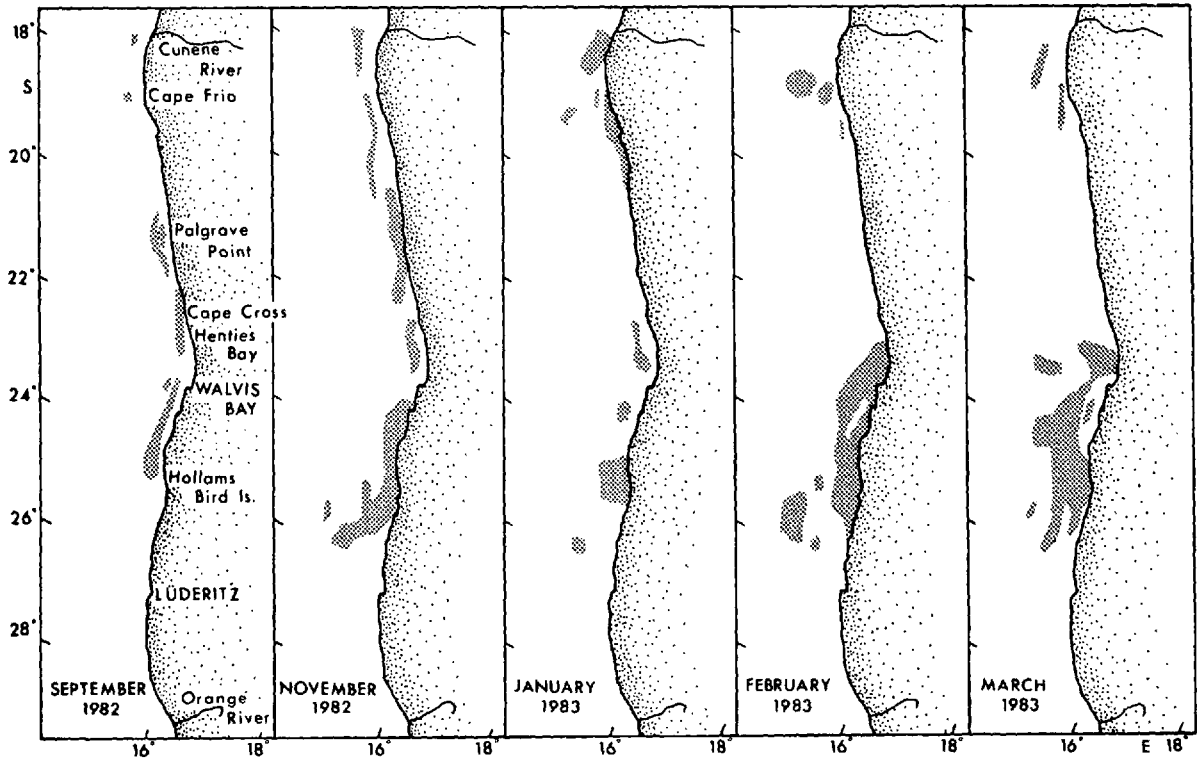 18°
Cunene
River
S
Cape Frio
20°
Palgrave
Point
22°
Cape Cross
Henties
Bay
WALVIS
BAY
24°
Hollams
Bird Is.
26°
LÜDERITZ
28°
SEPTEMBER
1982
Orange
River
NOVEMBER
1982
JANUARY
1983
FEBRUARY
1983
MARCH
1983
16° 18° 16° 18° 16° 18° 16° 18° 16° E 18°